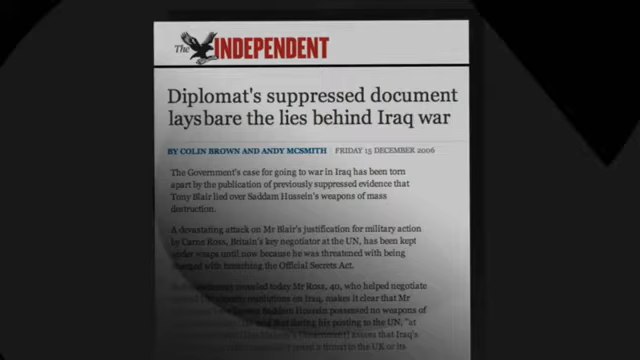 The INDEPENDENT
Diplomat's suppressed document
lays bare the lies behind Iraq war
BY COLIN BROWN AND ANDY MCSMITH FRIDAY 15 DECEMBER 2006
The Government's case for going to war in Iraq has been torn
apart by the publication of previously suppressed evidence that
Tony Blair lied over Saddam Hussein's weapons of mass
destruction.
A devastating attack on Mr Blair's justification for military action
by Carne Ross, Britain's key negotiator at the UN, has been kept
under wraps until now because he was threatened with being
charged with breaching the Official Secrets Act.
revealed today Mr Ross, 40, who helped negotiate
resolutions on Iraq, makes it clear that Mr
Saddam Hussein possessed no weapons of
said that during his posting to the UN, "at
assess that Iraq's
a threat to the UK or its